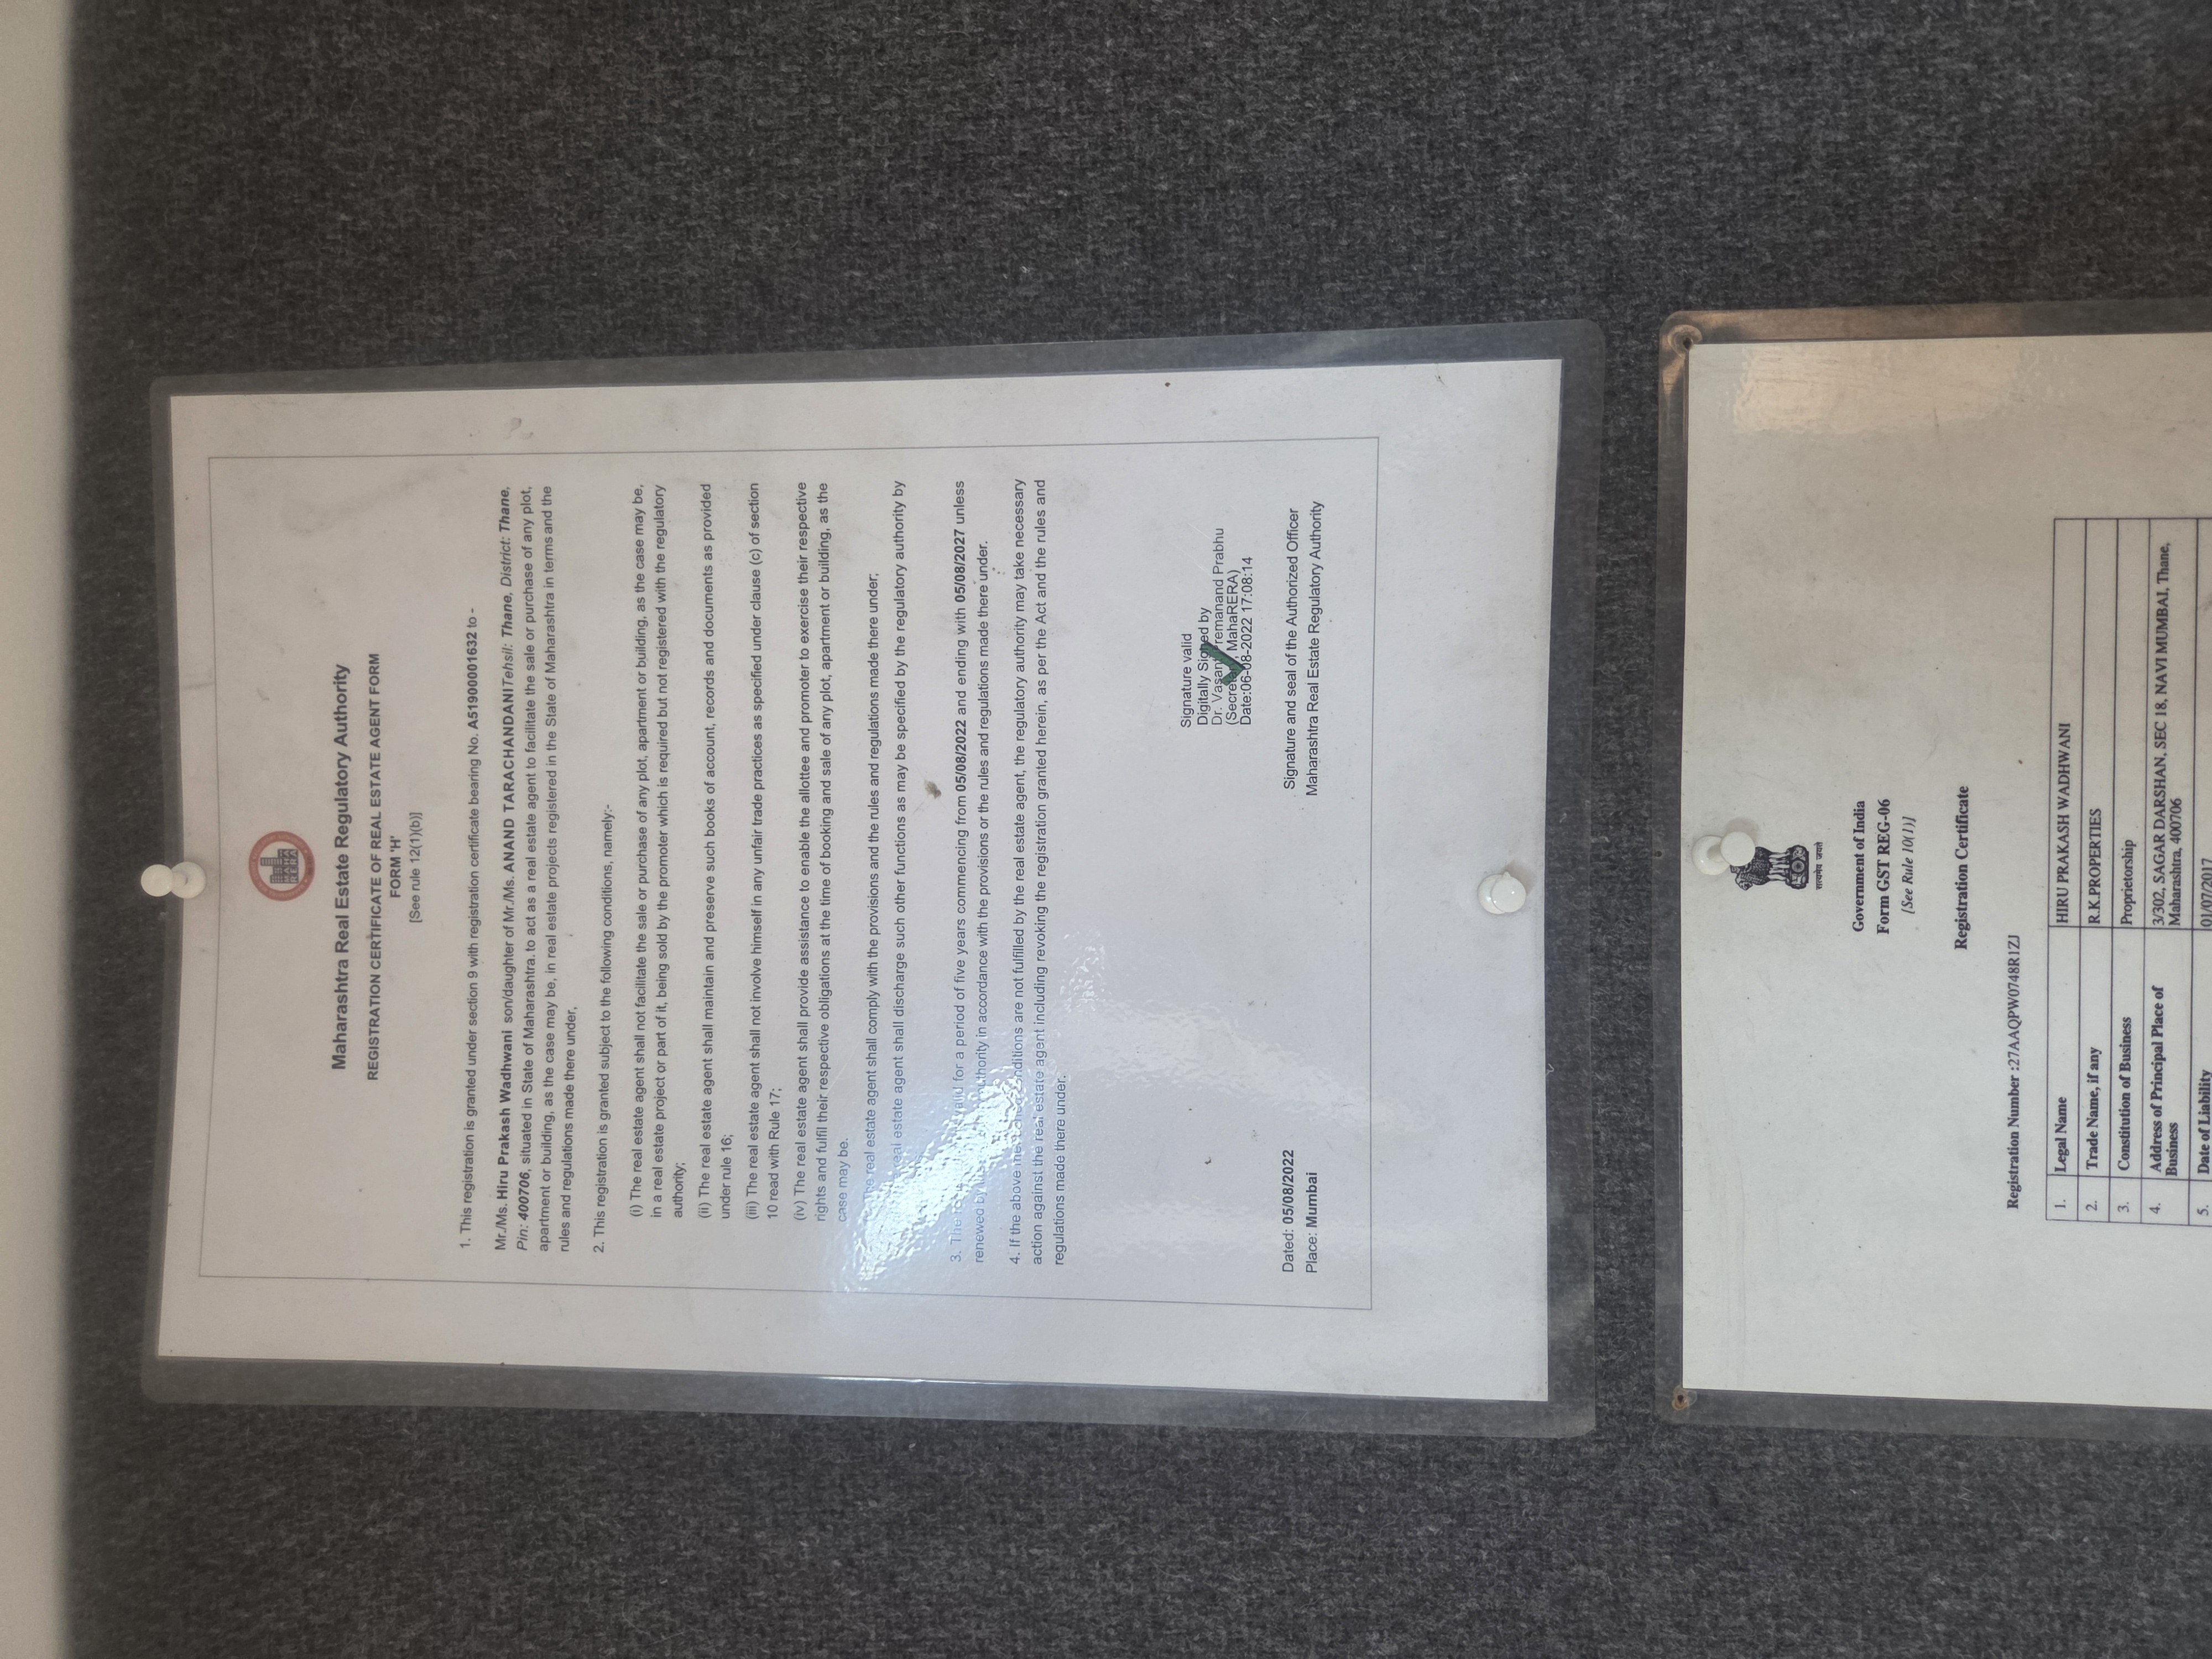 MAHA
RERA
Maharashtra Real Estate Regulatory Authority
REGISTRATION CERTIFICATE OF REAL ESTATE AGENT FORM
FORM 'H'
[See rule 12(1)(b)]
1. This registration is granted under section 9 with registration certificate bearing No. A51900001632 to -
Mr./Ms. Hiru Prakash Wadhwani son/daughter of Mr./Ms. ANAND TARACHANDANITehsil: Thane, District: Thane,
Pin: 400706, situated in State of Maharashtra. to act as a real estate agent to facilitate the sale or purchase of any plot,
apartment or building, as the case may be, in real estate projects registered in the State of Maharashtra in terms and the
rules and regulations made there under,
2. This registration is granted subject to the following conditions, namely:-
(i) The real estate agent shall not facilitate the sale or purchase of any plot, apartment or building, as the case may be,
in a real estate project or part of it, being sold by the promoter which is required but not registered with the regulatory
authority;
(ii) The real estate agent shall maintain and preserve such books of account, records and documents as provided
under rule 16;
(iii) The real estate agent shall not involve himself in any unfair trade practices as specified under clause (c) of section
10 read with Rule 17;
(iv) The real estate agent shall provide assistance to enable the allottee and promoter to exercise their respective
rights and fulfil their respective obligations at the time of booking and sale of any plot, apartment or building, as the
case may be.
The real estate agent shall comply with the provisions and the rules and regulations made there under;
real estate agent shall discharge such other functions as may be specified by the regulatory authority by
3. The valid for a period of five years commencing from 05/08/2022 and ending with 05/08/2027 unless
renewed by authority in accordance with the provisions or the rules and regulations made there under.
4. If the above conditions are not fulfilled by the real estate agent, the regulatory authority may take necessary
action against the real estate agent including revoking the registration granted herein, as per the Act and the rules and
regulations made there under.
Signature valid
Digitally Signed by
Dr. Vasant Premanand Prabhu
(Secretary, MahaRERA)
Date:06-08-2022 17:08:14
Dated: 05/08/2022
Place: Mumbai
Signature and seal of the Authorized Officer
Maharashtra Real Estate Regulatory Authority
सत्यमेव जयते
Government of India
Form GST REG-06
[See Rule 10(1)]
Registration Certificate
Registration Number :27AAQPW0748R1ZJ
1. Legal Name HIRU PRAKASH WADHWANI
2. Trade Name, if any R.K.PROPERTIES
3. Constitution of Business Proprietorship
4. Address of Principal Place of Business 3/302, SAGAR DARSHAN, SEC 18, NAVI MUMBAI, Thane,
Maharashtra, 400706
5. Date of Liability 01/07/2017